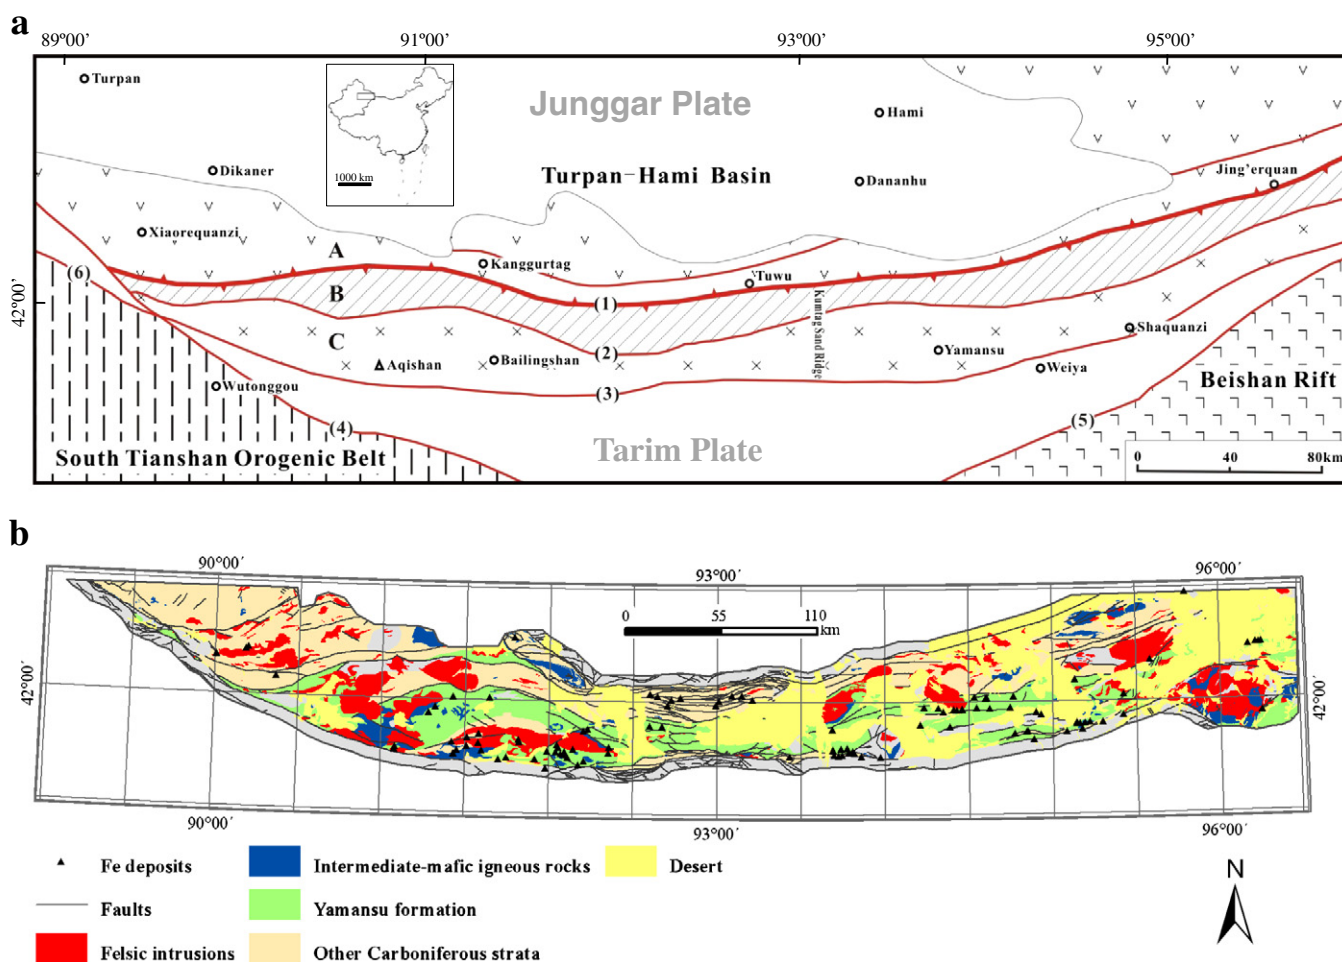 a
89°00′ 91°00′ 93°00′ 95°00′
Turpan
Junggar Plate
Hami
1000 km
Dikaner
Turpan-Hami Basin
Dananhu
Jing'erquan
Xiaorequanzi
A
Kanggurtag
Tuwu
(6)
42°00′
B
(1)
Kumtag Sand Ridge
C
(2)
Shaquanzi
Aqishan
Bailingshan
Yamansu
Weiya
Wutonggou
(3)
Beishan Rift
(4)
(5)
Tarim Plate
South Tianshan Orogenic Belt
0 40 80km
b
90°00′ 93°00′ 96°00′
0 55 110
km
42°00′ 42°00′
90°00′ 93°00′ 96°00′
Fe deposits
Intermediate-mafic igneous rocks
Desert
N
Faults
Yamansu formation
Felsic intrusions
Other Carboniferous strata